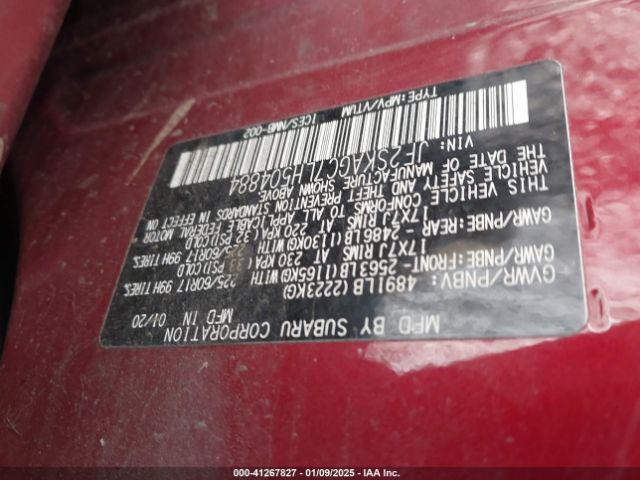 MFD BY SUBARU CORPORATION
MFD IN 01/20
GVWR/PNBV: 4891LB (2223KG)
GAWR/PNBE:FRONT-2563LB(1165KG)WITH 225/60R17 99H TIRES
17X7J RIMS AT 230 KPA( 33 PSI)COLD
GAWR/PNBE:REAR - 2486LB(1130KG)WITH 225/60R17 99H TIRES
17X7J RIMS AT 220 KPA( 32 PSI)COLD
THIS VEHICLE CONFORMS TO ALL APPLICABLE FEDERAL MOTOR
VEHICLE SAFETY AND THEFT PREVENTION STANDARDS IN EFFECT ON
THE DATE OF MANUFACTURE SHOWN ABOVE
VIN: JF2SKAGC7LH504884
TYPE:MPV/VTUM ICES/NMB-002
000-41267827 | 01/09/2025 - IAA Inc.